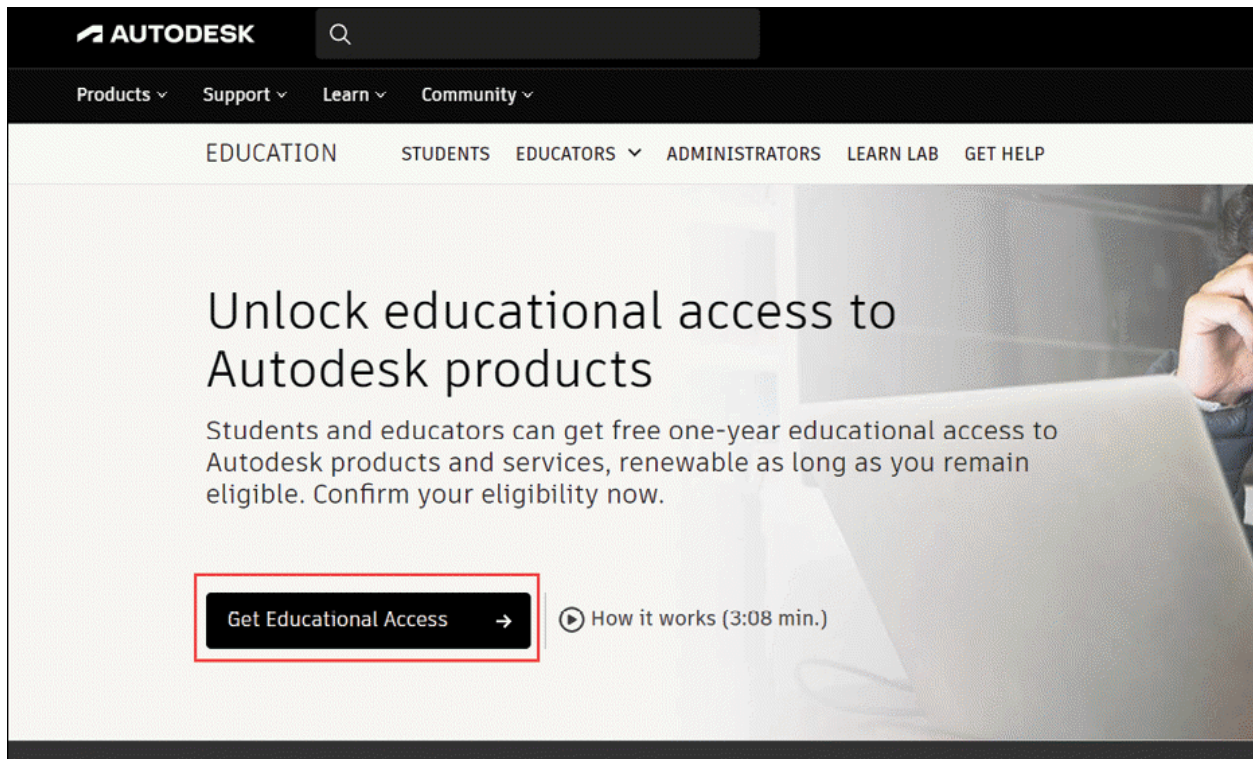 AUTODESK
Products Support Learn Community
EDUCATION STUDENTS EDUCATORS ADMINISTRATORS LEARN LAB GET HELP
Unlock educational access to
Autodesk products
Students and educators can get free one-year educational access to
Autodesk products and services, renewable as long as you remain
eligible. Confirm your eligibility now.
Get Educational Access → How it works (3:08 min.)